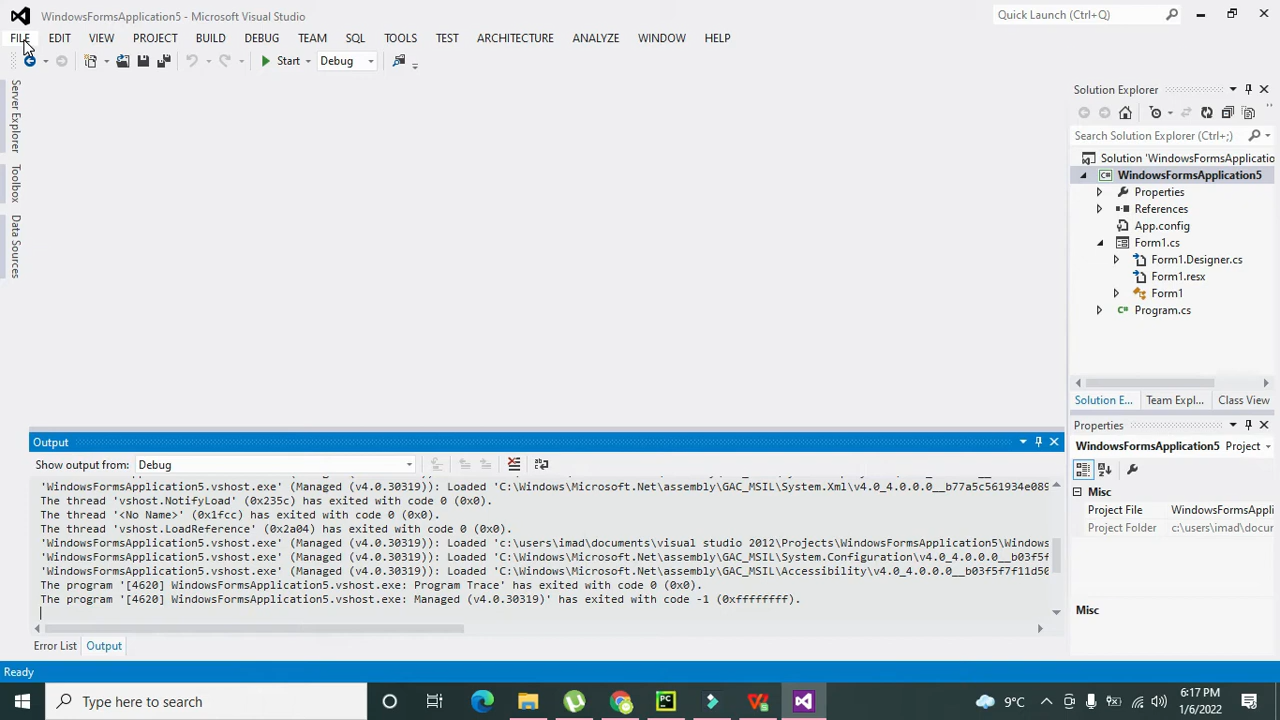 WindowsFormsApplication5 - Microsoft Visual Studio
Quick Launch (Ctrl+Q)
FILE EDIT VIEW PROJECT BUILD DEBUG TEAM SQL TOOLS TEST ARCHITECTURE ANALYZE WINDOW HELP
Start Debug
Server Explorer
Toolbox
Data Sources
Solution Explorer
Search Solution Explorer (Ctrl+;)
Solution 'WindowsFormsApplicatio
WindowsFormsApplication5
Properties
References
App.config
Form1.cs
Form1.Designer.cs
Form1.resx
Form1
Program.cs
Solution E... Team Expl... Class View
Properties
WindowsFormsApplication5 Project
Misc
Project File WindowsFormsAppli
Project Folder c:\users\imad\docur
Misc
Output
Show output from: Debug
'WindowsFormsApplication5.vshost.exe' (Managed (v4.0.30319)): Loaded 'C:\Windows\Microsoft.Net\assembly\GAC_MSIL\System.Xml\v4.0_4.0.0.0__b77a5c561934e089
The thread 'vshost.NotifyLoad' (0x235c) has exited with code 0 (0x0).
The thread '<No Name>' (0x1fcc) has exited with code 0 (0x0).
The thread 'vshost.LoadReference' (0x2a04) has exited with code 0 (0x0).
'WindowsFormsApplication5.vshost.exe' (Managed (v4.0.30319)): Loaded 'c:\users\imad\documents\visual studio 2012\Projects\WindowsFormsApplication5\Windows
'WindowsFormsApplication5.vshost.exe' (Managed (v4.0.30319)): Loaded 'C:\Windows\Microsoft.Net\assembly\GAC_MSIL\System.Configuration\v4.0_4.0.0.0__b03f5f
'WindowsFormsApplication5.vshost.exe' (Managed (v4.0.30319)): Loaded 'C:\Windows\Microsoft.Net\assembly\GAC_MSIL\Accessibility\v4.0_4.0.0.0__b03f5f7f11d50
The program '[4620] WindowsFormsApplication5.vshost.exe: Program Trace' has exited with code 0 (0x0).
The program '[4620] WindowsFormsApplication5.vshost.exe: Managed (v4.0.30319)' has exited with code -1 (0xffffffff).
Error List Output
Ready
Type here to search
9°C
6:17 PM
1/6/2022